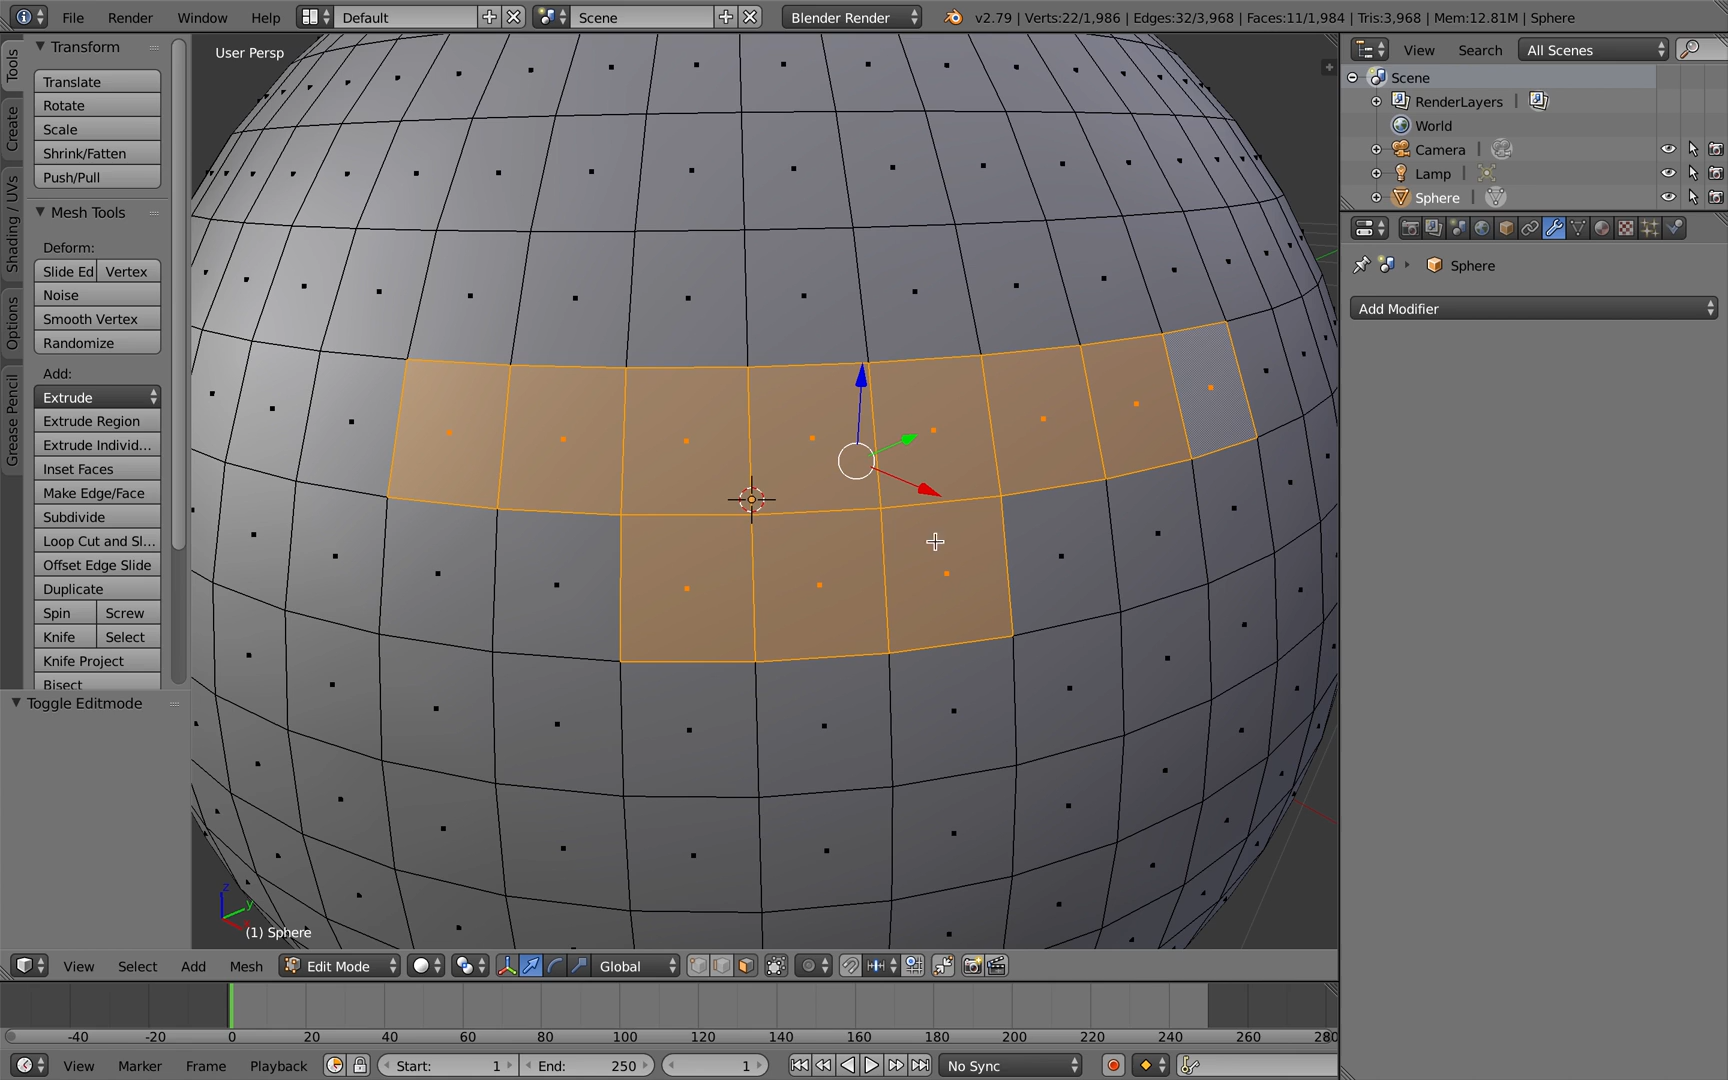 File Render Window Help Default Scene Blender Render v2.79 | Verts:22/1,986 | Edges:32/3,968 | Faces:11/1,984 | Tris:3,968 | Mem:12.81M | Sphere
Tools
Create
Shading / UVs
Options
Grease Pencil
Transform
Translate
Rotate
Scale
Shrink/Fatten
Push/Pull
Mesh Tools
Deform:
Slide Ed Vertex
Noise
Smooth Vertex
Randomize
Add:
Extrude
Extrude Region
Extrude Individ...
Inset Faces
Make Edge/Face
Subdivide
Loop Cut and Sl...
Offset Edge Slide
Duplicate
Spin Screw
Knife Select
Knife Project
Bisect
Toggle Editmode
User Persp
z
y
(1) Sphere
View Search All Scenes
Scene
RenderLayers
World
Camera
Lamp
Sphere
Sphere
Add Modifier
View Select Add Mesh Edit Mode Global
-40 -20 0 20 40 60 80 100 120 140 160 180 200 220 240 260 280
View Marker Frame Playback Start: 1 End: 250 1 No Sync